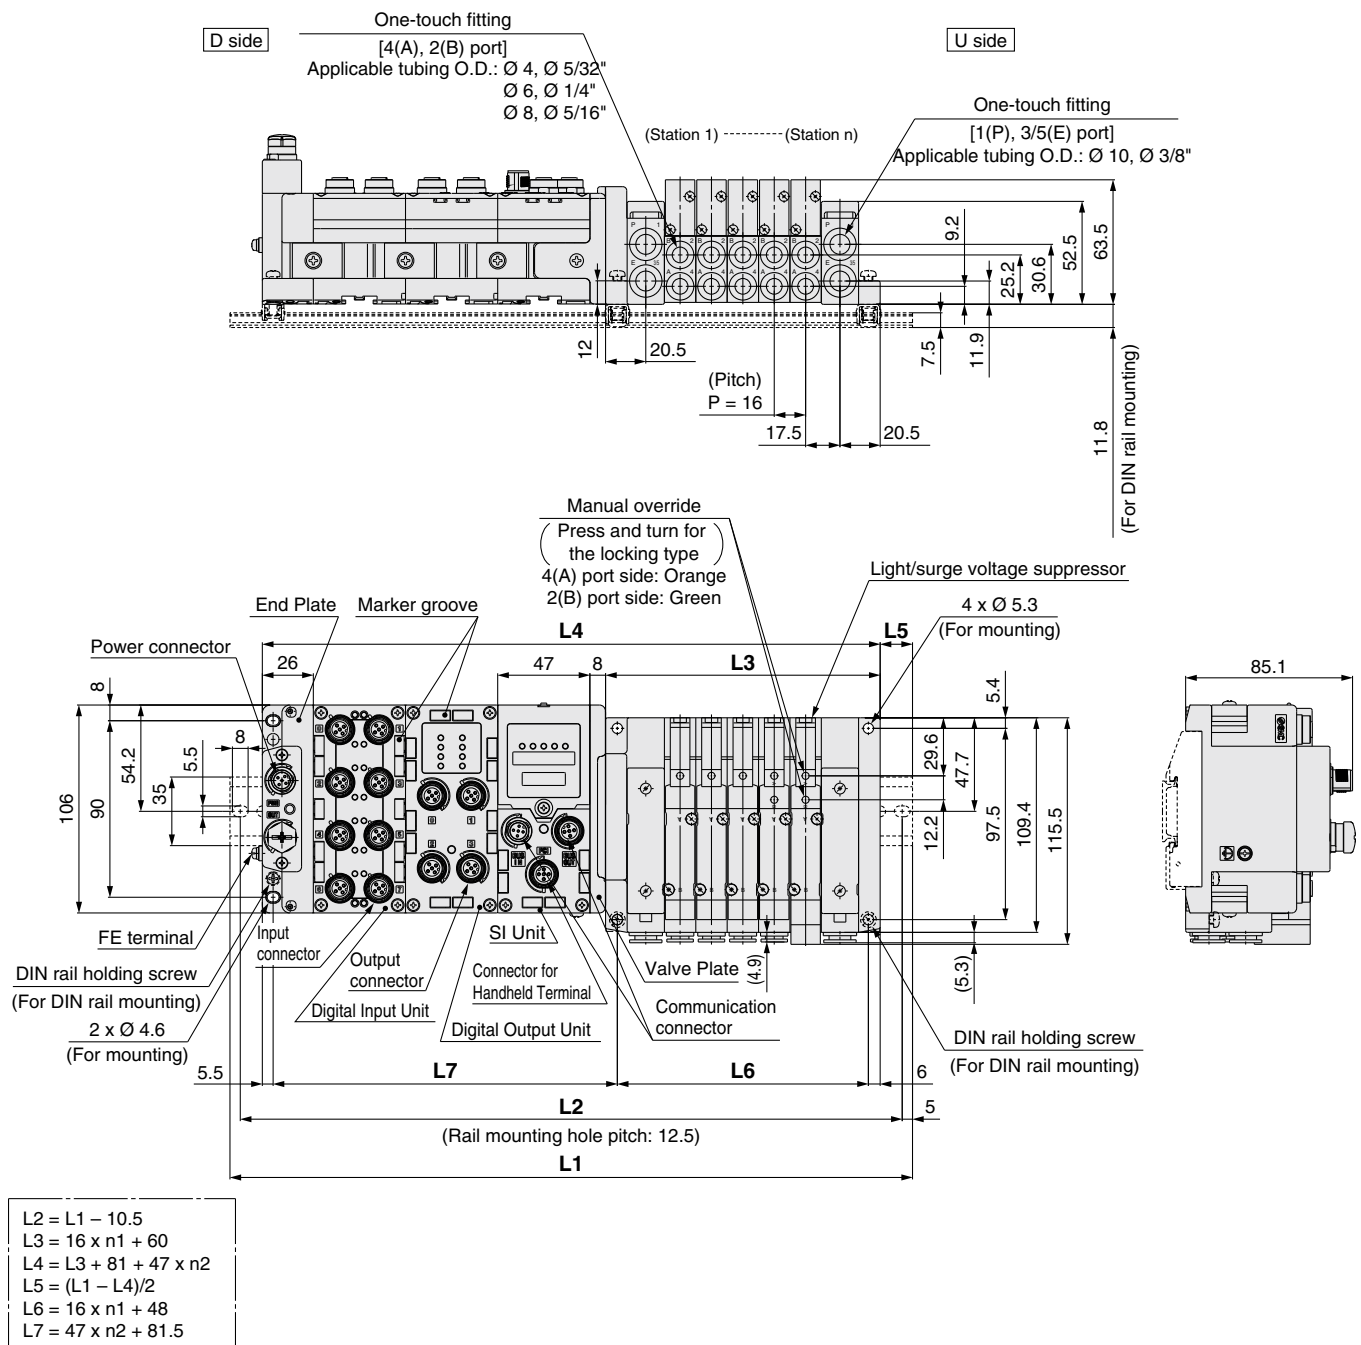 D side
One-touch fitting
[4(A), 2(B) port]
Applicable tubing O.D.: Ø 4, Ø 5/32"
Ø 6, Ø 1/4"
Ø 8, Ø 5/16"
U side
One-touch fitting
[1(P), 3/5(E) port]
Applicable tubing O.D.: Ø 10, Ø 3/8"
(Station 1) --------- (Station n)
9.2
25.2
30.6
52.5
63.5
12
20.5
(Pitch)
P = 16
17.5
20.5
7.5
11.9
11.8
(For DIN rail mounting)
Manual override
(Press and turn for
the locking type)
4(A) port side: Orange
2(B) port side: Green
Light/surge voltage suppressor
4 x Ø 5.3
(For mounting)
End Plate
Marker groove
Power connector
L4
L5
26
47
8
L3
85.1
8
106
90
54.2
35
5.5
8
5.4
29.6
47.7
12.2
97.5
109.4
115.5
(4.9)
(5.3)
FE terminal
DIN rail holding screw
(For DIN rail mounting)
2 x Ø 4.6
(For mounting)
Input
connector
Output
connector
Digital Input Unit
SI Unit
Connector for
Handheld Terminal
Digital Output Unit
Valve Plate
Communication
connector
DIN rail holding screw
(For DIN rail mounting)
5.5
L7
L6
6
L2
5
(Rail mounting hole pitch: 12.5)
L1
L2 = L1 – 10.5
L3 = 16 x n1 + 60
L4 = L3 + 81 + 47 x n2
L5 = (L1 – L4)/2
L6 = 16 x n1 + 48
L7 = 47 x n2 + 81.5